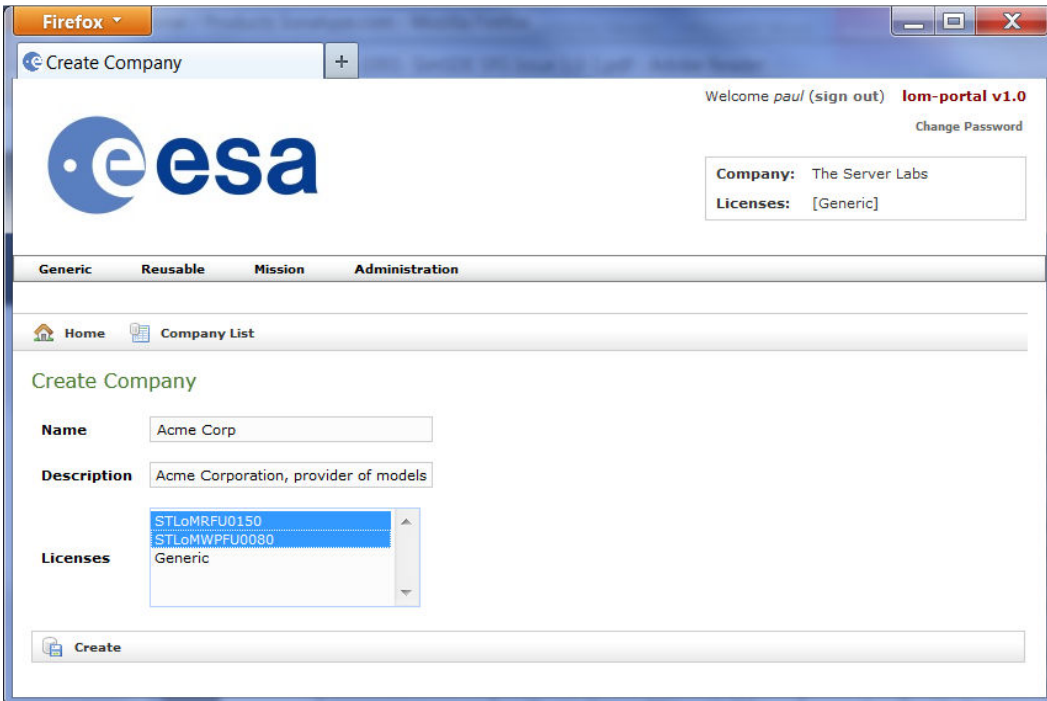 Firefox
Create Company
+
Welcome paul (sign out) lom-portal v1.0
Change Password
esa
Company: The Server Labs
Licenses: [Generic]
Generic Reusable Mission Administration
Home Company List
Create Company
Name Acme Corp
Description Acme Corporation, provider of models
STLoMRFU0150
STLoMWPFU0080
Licenses Generic
Create